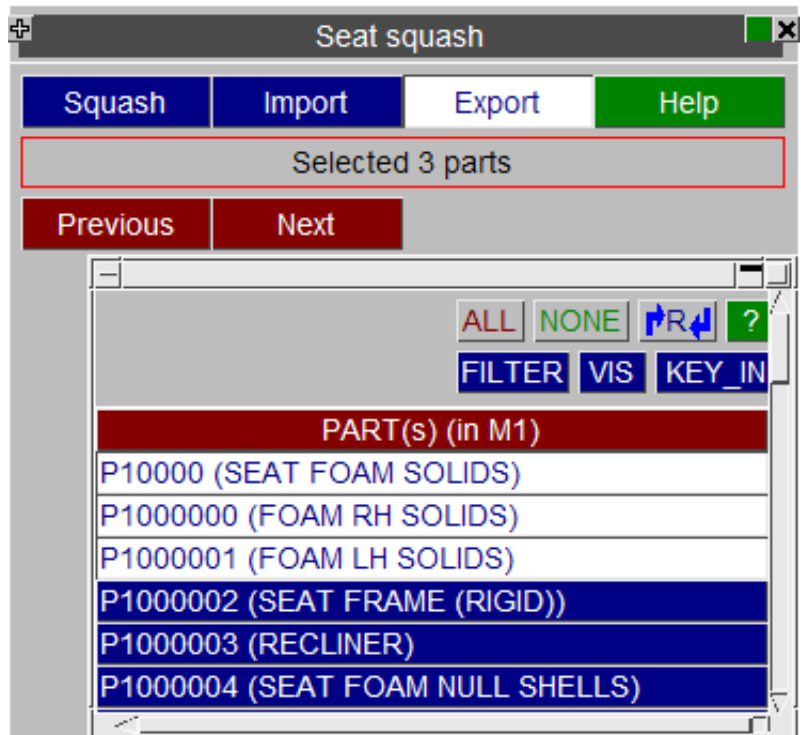 Seat squash
Squash Import Export Help
Selected 3 parts
Previous Next
ALL NONE R ?
FILTER VIS KEY_IN
PART(s) (in M1)
P10000 (SEAT FOAM SOLIDS)
P1000000 (FOAM RH SOLIDS)
P1000001 (FOAM LH SOLIDS)
P1000002 (SEAT FRAME (RIGID))
P1000003 (RECLINER)
P1000004 (SEAT FOAM NULL SHELLS)